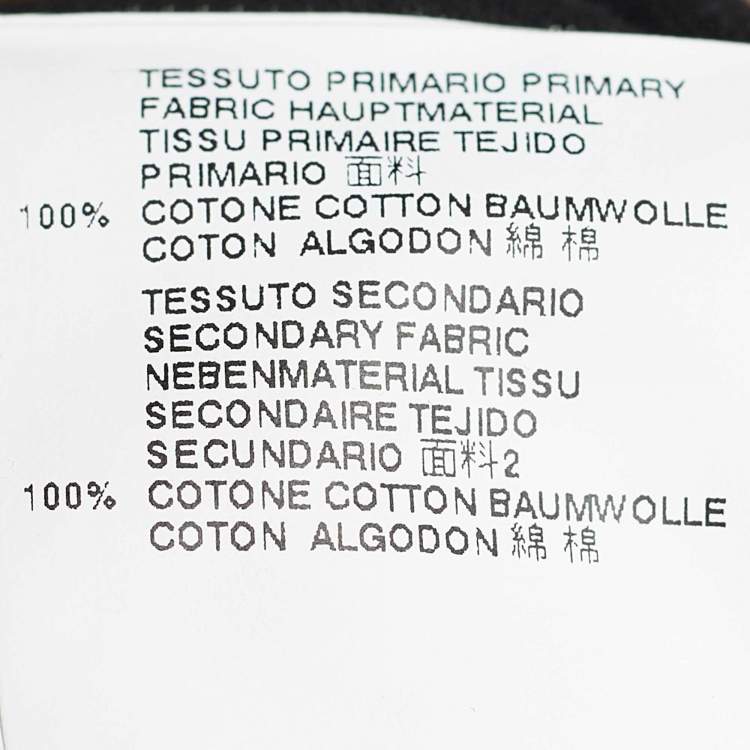 TESSUTO PRIMARIO PRIMARY
FABRIC HAUPTMATERIAL
TISSU PRIMAIRE TEJIDO
PRIMARIO 面料
100% COTONE COTTON BAUMWOLLE
COTON ALGODON 綿 棉
TESSUTO SECONDARIO
SECONDARY FABRIC
NEBENMATERIAL TISSU
SECONDAIRE TEJIDO
SECUNDARIO 面料2
100% COTONE COTTON BAUMWOLLE
COTON ALGODON 綿 棉